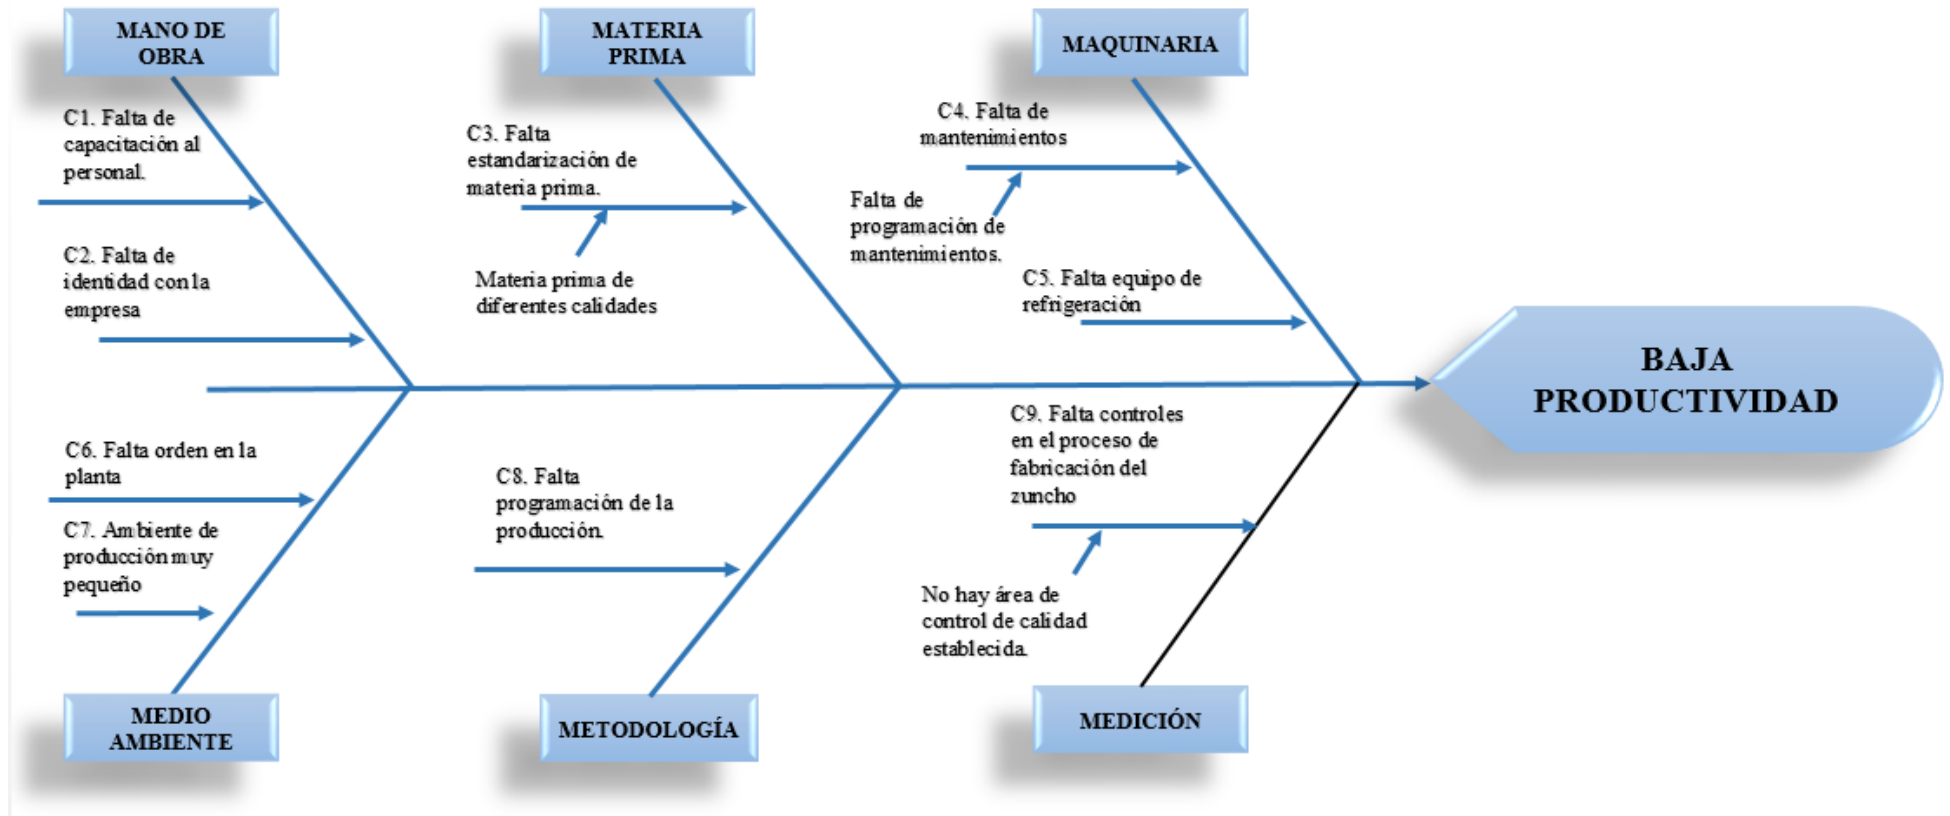 MANO DE
OBRA
MATERIA
PRIMA
MAQUINARIA
C1. Falta de
capacitación al
personal.
C2. Falta de
identidad con la
empresa
C3. Falta
estandarización de
materia prima.
Materia prima de
diferentes calidades
C4. Falta de
mantenimientos
Falta de
programación de
mantenimientos.
C5. Falta equipo de
refrigeración
BAJA
PRODUCTIVIDAD
C6. Falta orden en la
planta
C7. Ambiente de
producción muy
pequeño
C8. Falta
programación de la
producción.
C9. Falta controles
en el proceso de
fabricación del
zuncho
No hay área de
control de calidad
establecida.
MEDIO
AMBIENTE
METODOLOGÍA
MEDICIÓN